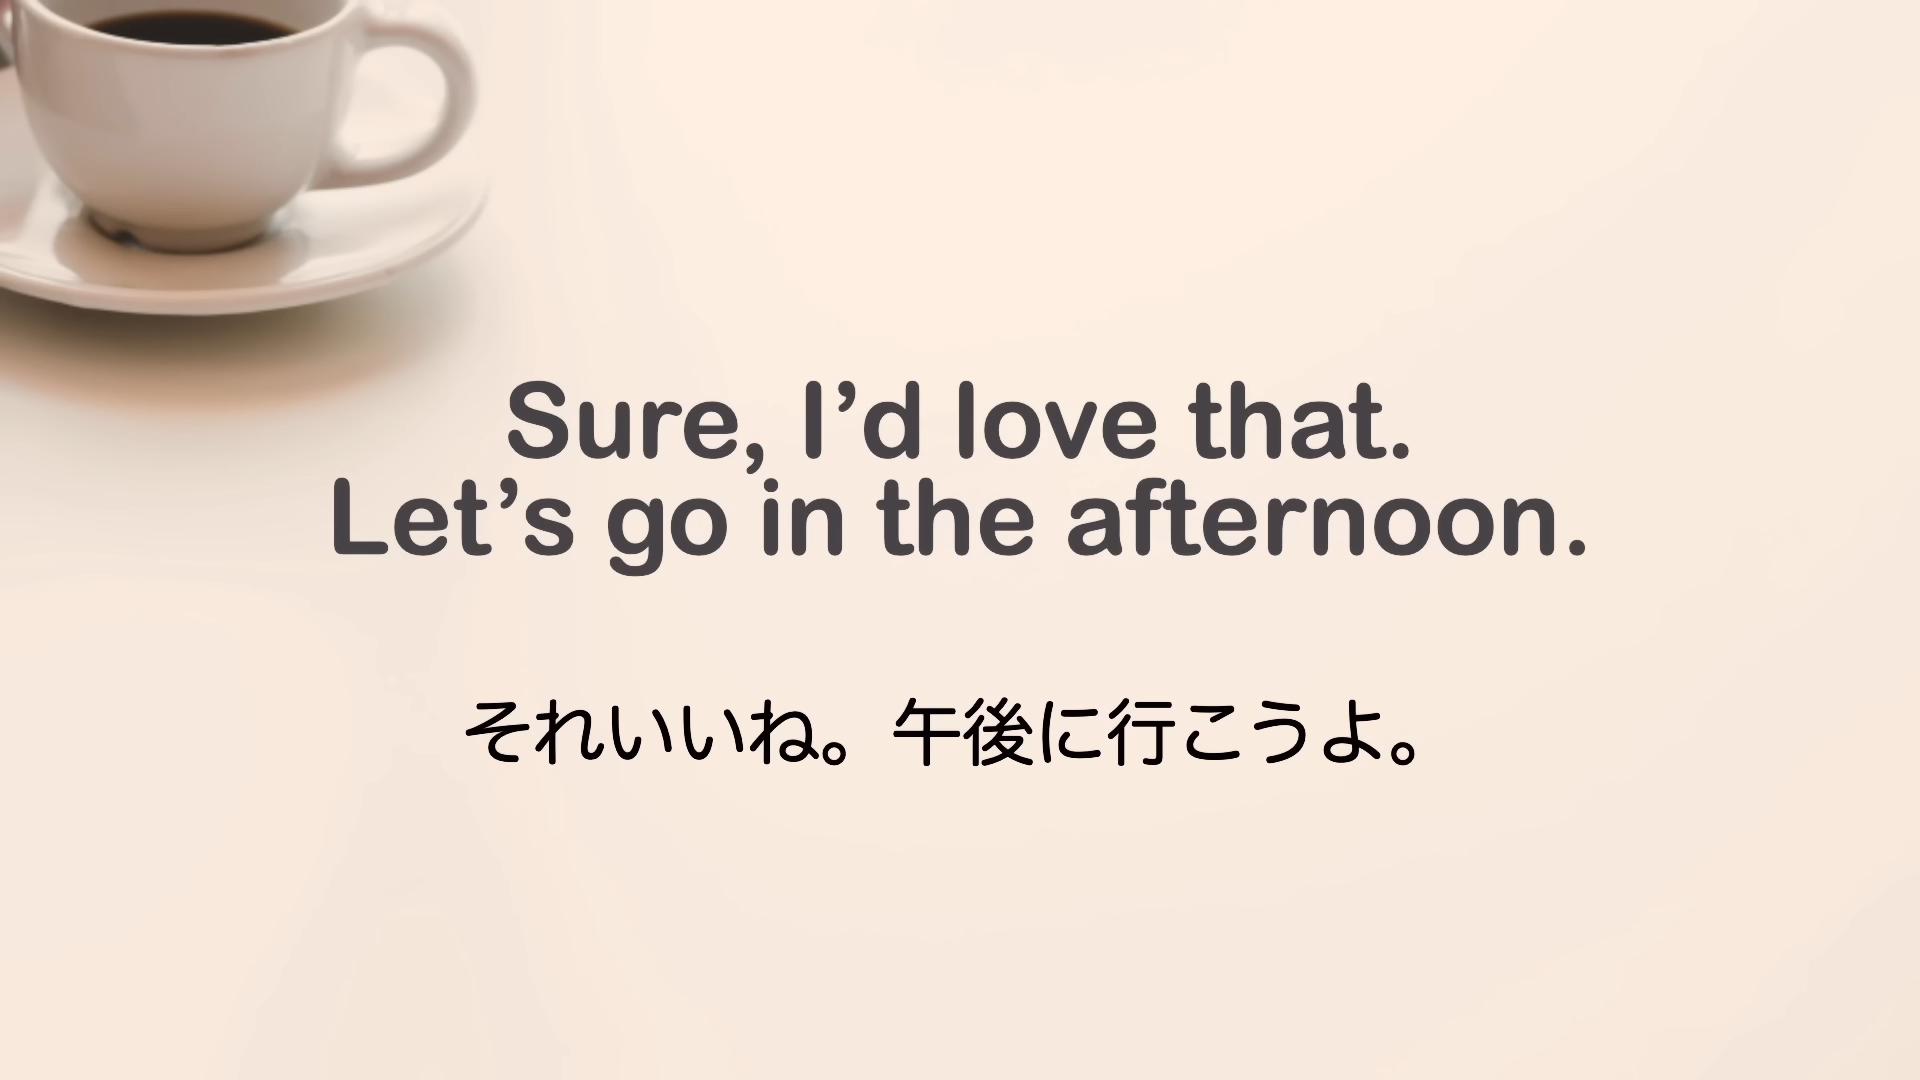 Sure, I’d love that.
Let’s go in the afternoon.
それいいね。午後に行こうよ。